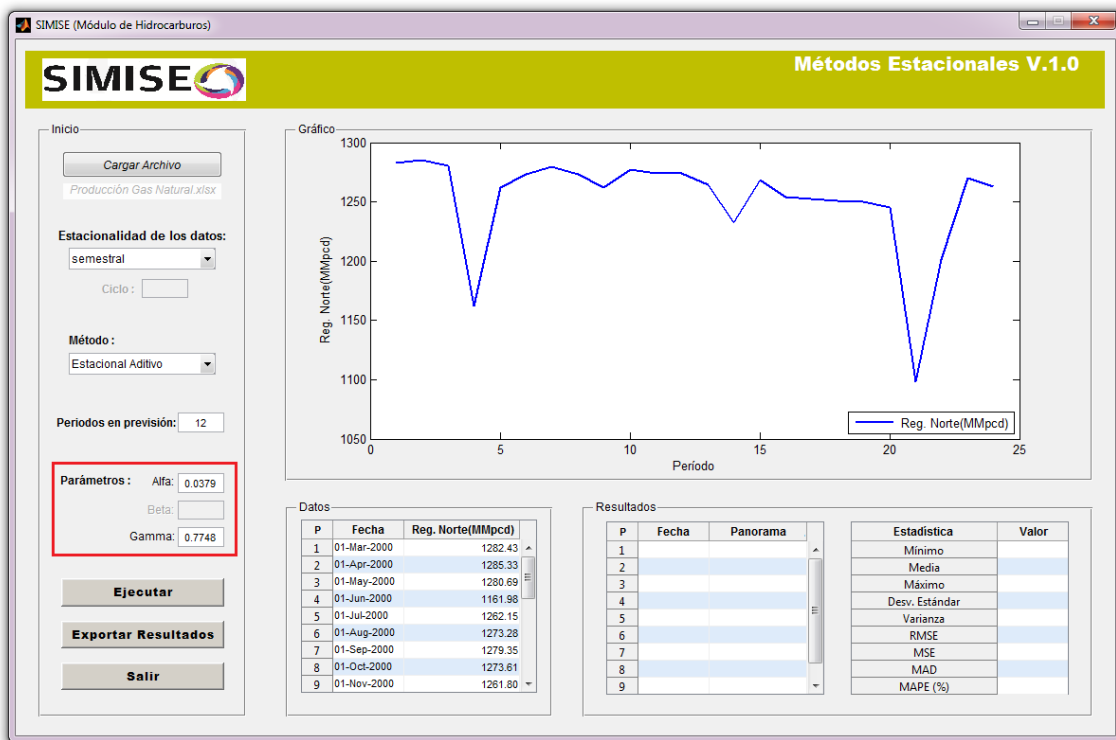 SIMISE (Módulo de Hidrocarburos)
SIMISE
Métodos Estacionales V.1.0
Inicio
Cargar Archivo
Producción Gas Natural.xlsx
Estacionalidad de los datos:
semestral
Ciclo :
Método :
Estacional Aditivo
Periodos en previsión: 12
Parámetros : Alfa: 0.0379
Beta:
Gamma: 0.7748
Ejecutar
Exportar Resultados
Salir
Gráfico
1300
1250
1200
1150
1100
1050
Reg. Norte(MMpcd)
0 5 10 15 20 25
Período
Reg. Norte(MMpcd)
Datos
P Fecha Reg. Norte(MMpcd)
1 01-Mar-2000 1282.43
2 01-Apr-2000 1285.33
3 01-May-2000 1280.69
4 01-Jun-2000 1161.98
5 01-Jul-2000 1262.15
6 01-Aug-2000 1273.28
7 01-Sep-2000 1279.35
8 01-Oct-2000 1273.61
9 01-Nov-2000 1261.80
Resultados
P Fecha Panorama
1
2
3
4
5
6
7
8
9
Estadística Valor
Mínimo
Media
Máximo
Desv. Estándar
Varianza
RMSE
MSE
MAD
MAPE (%)